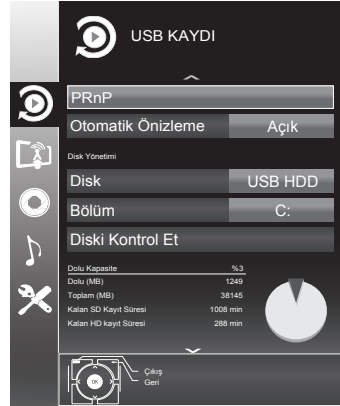 USB KAYDI
PRnP
Otomatik Önizleme Açık
Disk Yönetimi
Disk USB HDD
Bölüm C:
Diski Kontrol Et
Dolu Kapasite %3
Dolu (MB) 1249
Toplam (MB) 38145
Kalan SD Kayıt Süresi 1008 min
Kalan HD kayıt Süresi 288 min
Çıkış
OK Geri